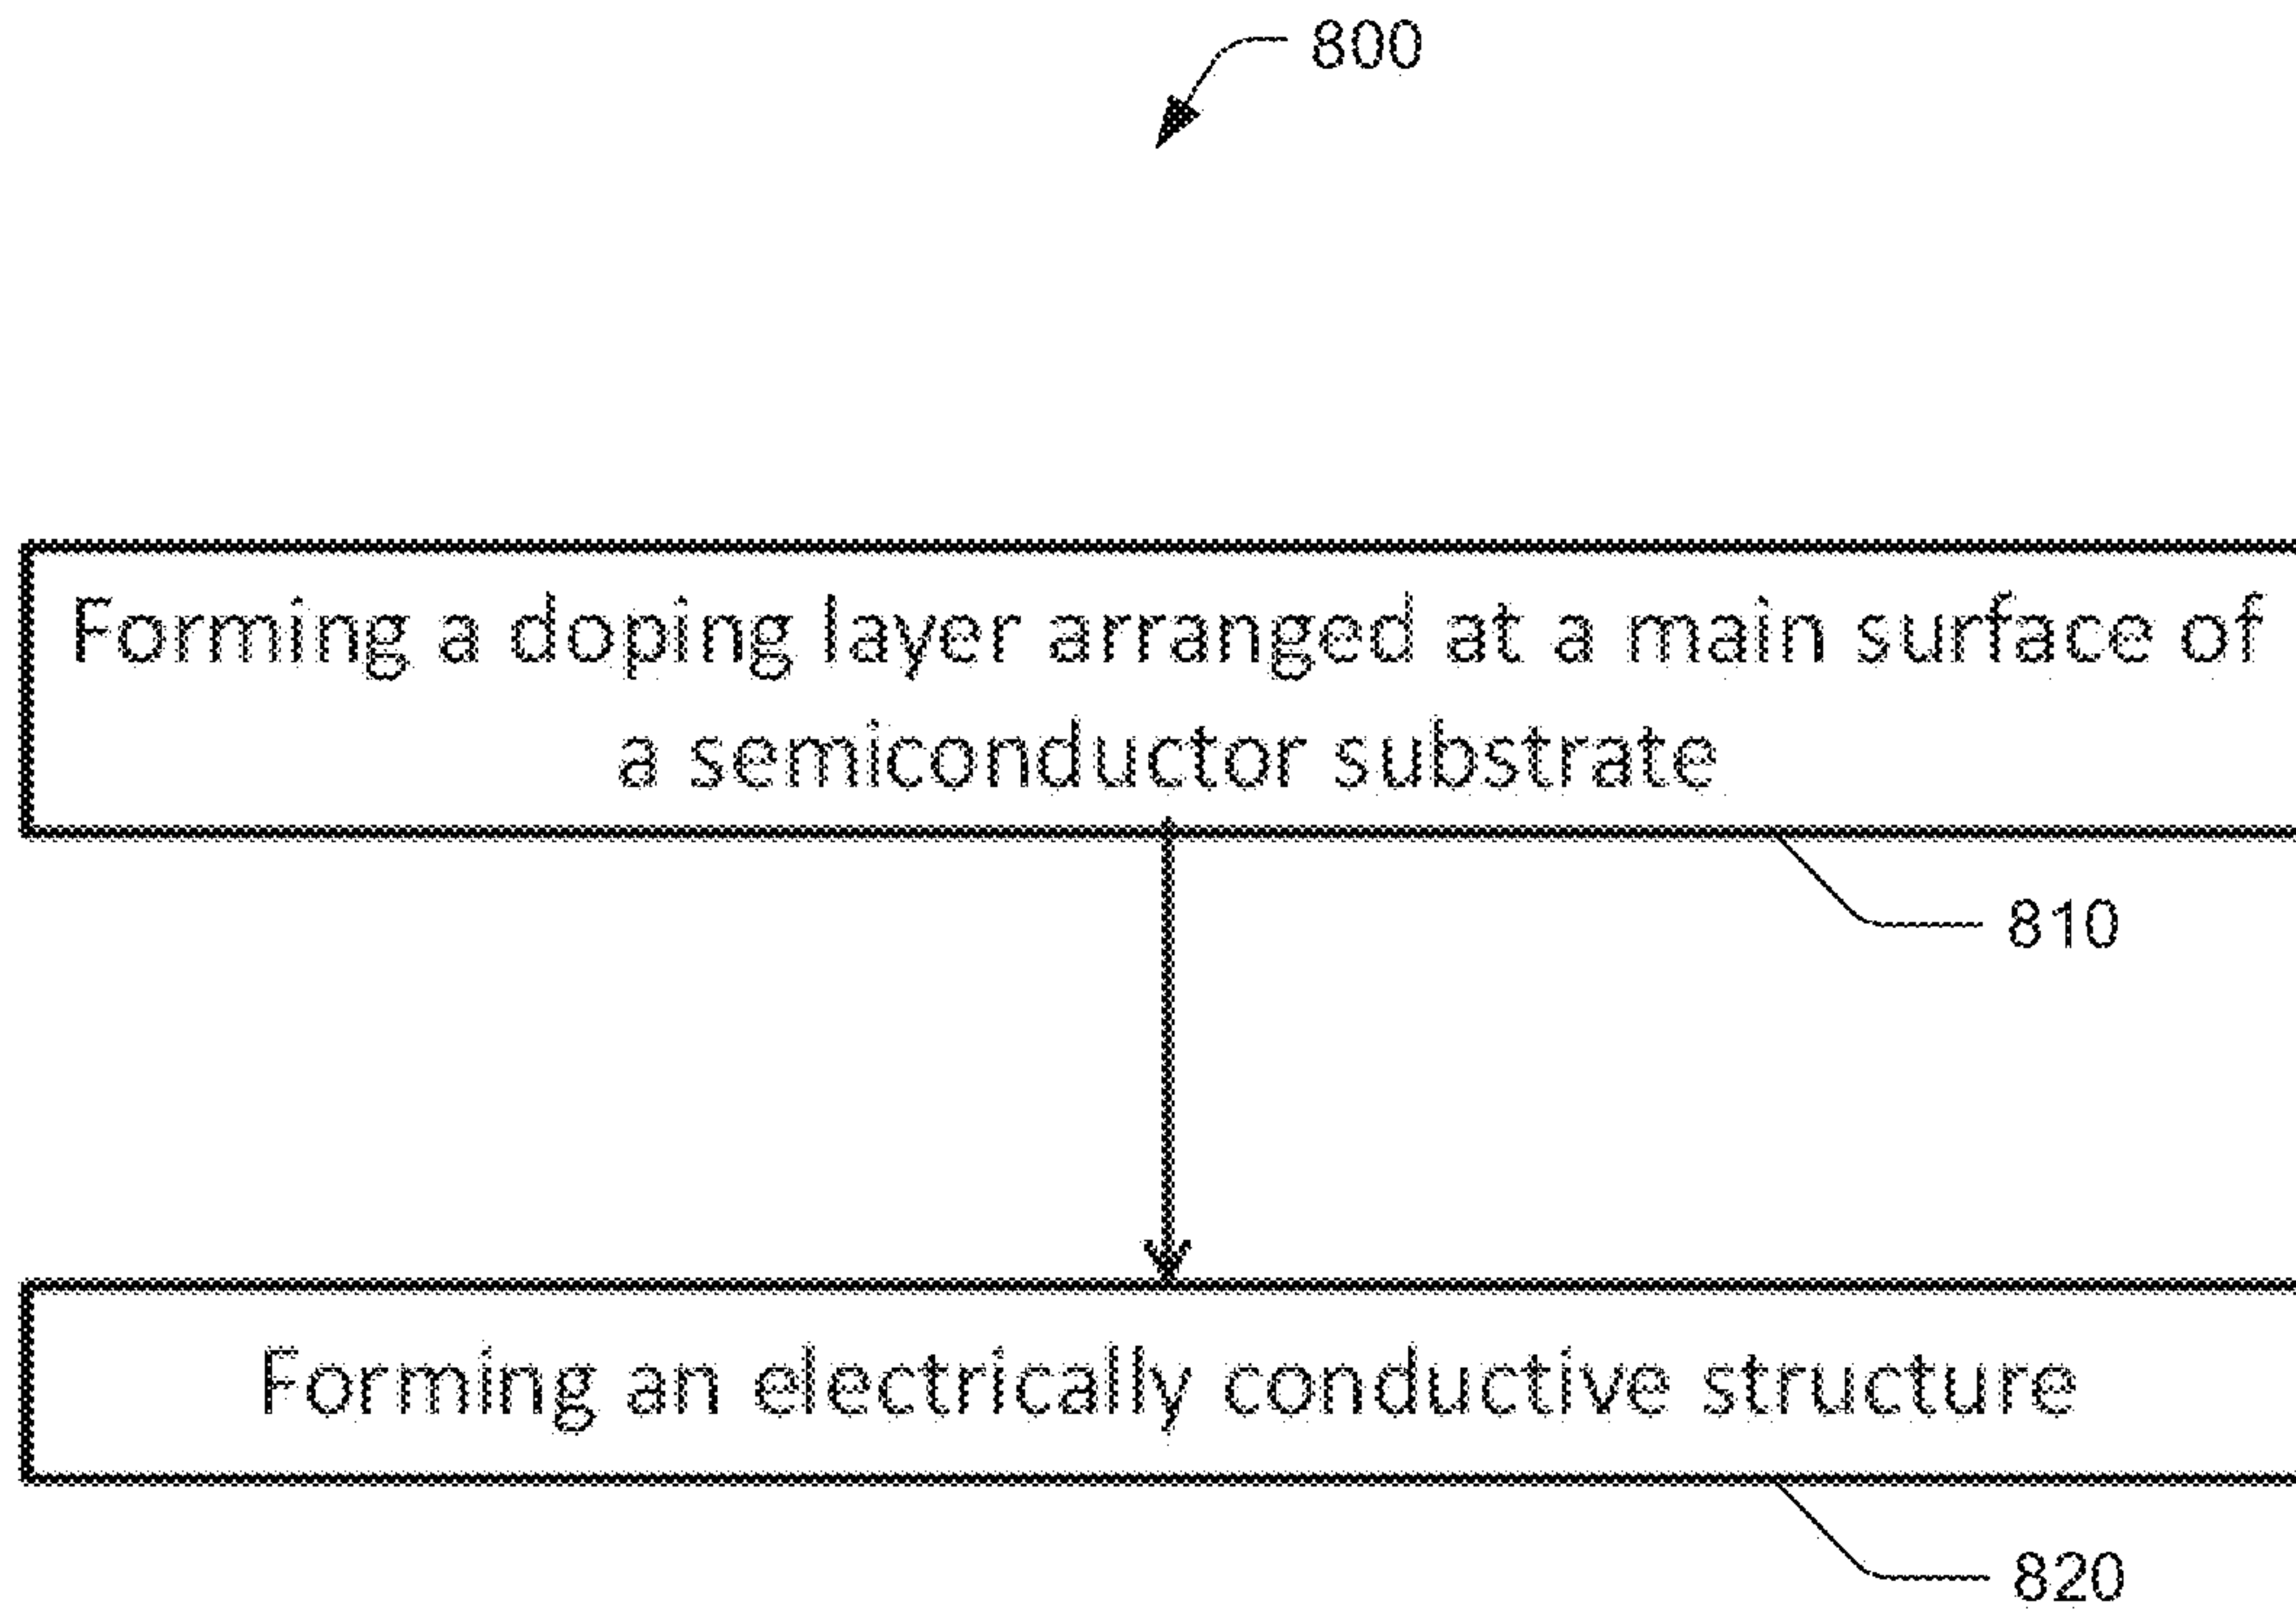 800
Forming a doping layer arranged at a main surface of
a semiconductor substrate
810
Forming an electrically conductive structure
820